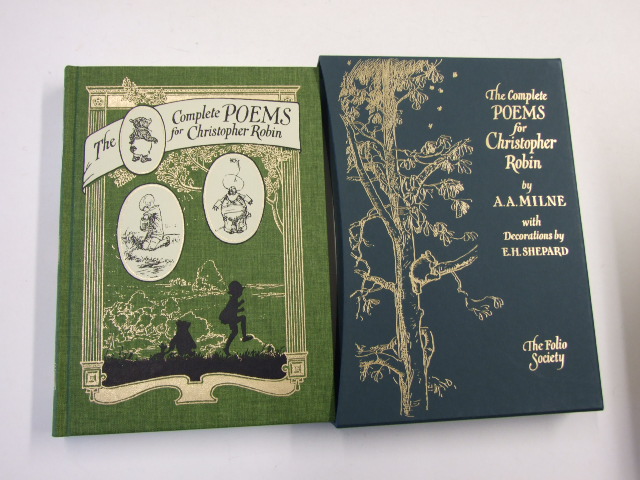 The Complete POEMS
for Christopher Robin
The Complete
POEMS
for
Christopher
Robin
by
A.A.MILNE
with
Decorations by
E.H.SHEPARD
The Folio
Society